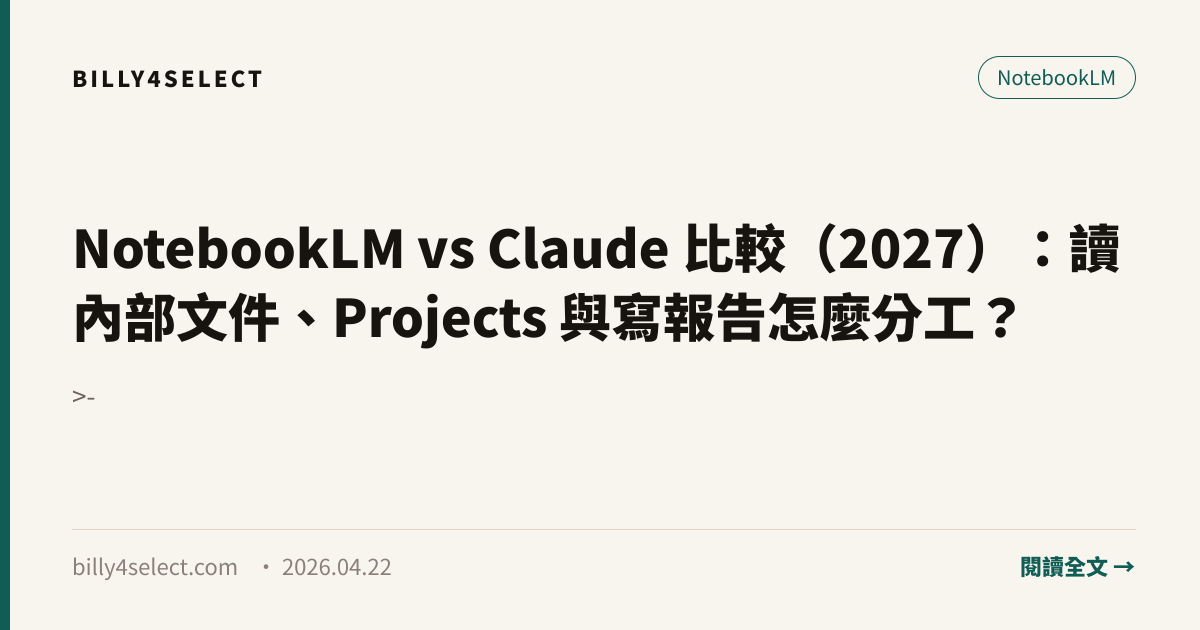 BILLY4SELECT
NotebookLM
NotebookLM vs Claude 比較（2027）：讀
內部文件、Projects 與寫報告怎麼分工？
>-
billy4select.com ・ 2026.04.22
閱讀全文 →